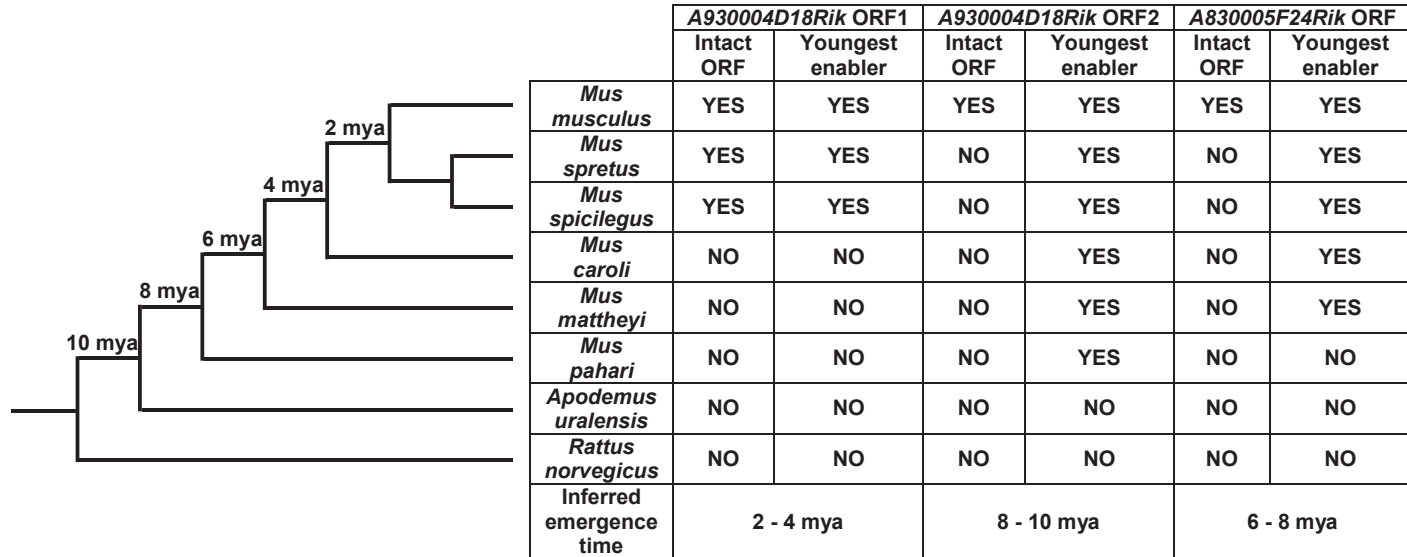 A930004D18Rik ORF1 A930004D18Rik ORF2 A830005F24Rik ORF
Intact ORF Youngest enabler Intact ORF Youngest enabler Intact ORF Youngest enabler
Mus musculus YES YES YES YES YES YES
2 mya
Mus spretus YES YES NO YES NO YES
4 mya
Mus spicilegus YES YES NO YES NO YES
6 mya
Mus caroli NO NO NO YES NO YES
8 mya
Mus mattheyi NO NO NO YES NO YES
10 mya
Mus pahari NO NO NO YES NO NO
Apodemus uralensis NO NO NO NO NO NO
Rattus norvegicus NO NO NO NO NO NO
Inferred emergence time 2 - 4 mya 8 - 10 mya 6 - 8 mya